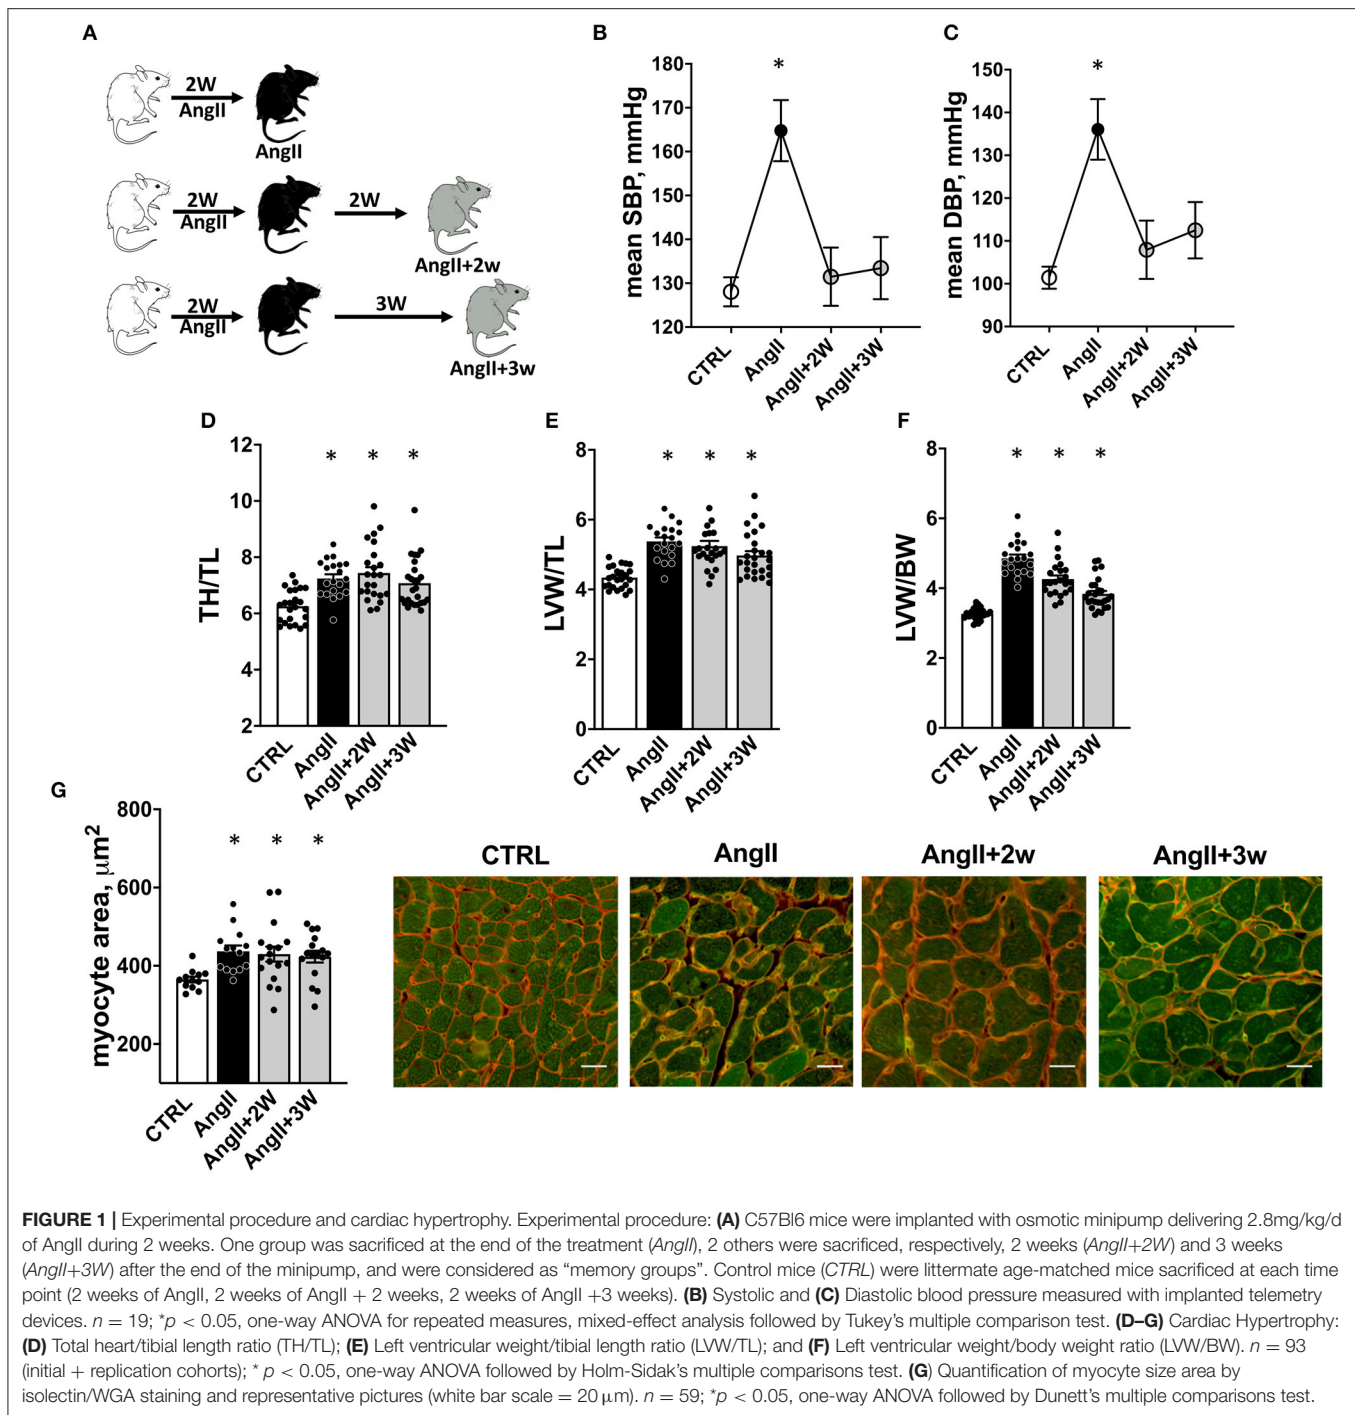 A
2W
AngII
AngII
2W
AngII
2W
AngII+2w
2W
AngII
3W
AngII+3w
B
mean SBP, mmHg
180
170
160
150
140
130
120
*
CTRL
AngII
AngII+2W
AngII+3W
C
mean DBP, mmHg
150
140
130
120
110
100
90
*
CTRL
AngII
AngII+2W
AngII+3W
D
TH/TL
12
10
8
6
4
2
* * *
CTRL
AngII
AngII+2W
AngII+3W
E
LVW/TL
8
6
4
2
0
* * *
CTRL
AngII
AngII+2W
AngII+3W
F
LVW/BW
8
6
4
2
0
* * *
CTRL
AngII
AngII+2W
AngII+3W
G
myocyte area, μm²
800
600
400
200
* * *
CTRL
AngII
AngII+2W
AngII+3W
CTRL
AngII
AngII+2w
AngII+3w
FIGURE 1 | Experimental procedure and cardiac hypertrophy. Experimental procedure: (A) C57Bl6 mice were implanted with osmotic minipump delivering 2.8mg/kg/d
of AngII during 2 weeks. One group was sacrificed at the end of the treatment (AngII), 2 others were sacrificed, respectively, 2 weeks (AngII+2W) and 3 weeks
(AngII+3W) after the end of the minipump, and were considered as “memory groups”. Control mice (CTRL) were littermate age-matched mice sacrificed at each time
point (2 weeks of AngII, 2 weeks of AngII + 2 weeks, 2 weeks of AngII +3 weeks). (B) Systolic and (C) Diastolic blood pressure measured with implanted telemetry
devices. n = 19; *p < 0.05, one-way ANOVA for repeated measures, mixed-effect analysis followed by Tukey’s multiple comparison test. (D–G) Cardiac Hypertrophy:
(D) Total heart/tibial length ratio (TH/TL); (E) Left ventricular weight/tibial length ratio (LVW/TL); and (F) Left ventricular weight/body weight ratio (LVW/BW). n = 93
(initial + replication cohorts); * p < 0.05, one-way ANOVA followed by Holm-Sidak’s multiple comparisons test. (G) Quantification of myocyte size area by
isolectin/WGA staining and representative pictures (white bar scale = 20 μm). n = 59; *p < 0.05, one-way ANOVA followed by Dunett’s multiple comparisons test.